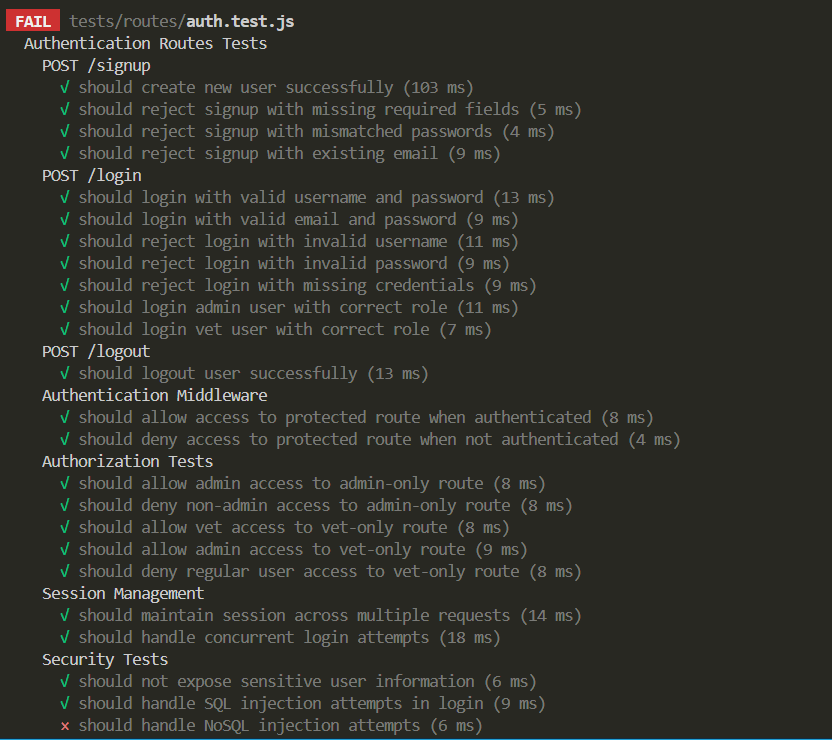 FAIL tests/routes/auth.test.js
Authentication Routes Tests
POST /signup
√ should create new user successfully (103 ms)
√ should reject signup with missing required fields (5 ms)
√ should reject signup with mismatched passwords (4 ms)
√ should reject signup with existing email (9 ms)
POST /login
√ should login with valid username and password (13 ms)
√ should login with valid email and password (9 ms)
√ should reject login with invalid username (11 ms)
√ should reject login with invalid password (9 ms)
√ should reject login with missing credentials (9 ms)
√ should login admin user with correct role (11 ms)
√ should login vet user with correct role (7 ms)
POST /logout
√ should logout user successfully (13 ms)
Authentication Middleware
√ should allow access to protected route when authenticated (8 ms)
√ should deny access to protected route when not authenticated (4 ms)
Authorization Tests
√ should allow admin access to admin-only route (8 ms)
√ should deny non-admin access to admin-only route (8 ms)
√ should allow vet access to vet-only route (8 ms)
√ should allow admin access to vet-only route (9 ms)
√ should deny regular user access to vet-only route (8 ms)
Session Management
√ should maintain session across multiple requests (14 ms)
√ should handle concurrent login attempts (18 ms)
Security Tests
√ should not expose sensitive user information (6 ms)
√ should handle SQL injection attempts in login (9 ms)
× should handle NoSQL injection attempts (6 ms)